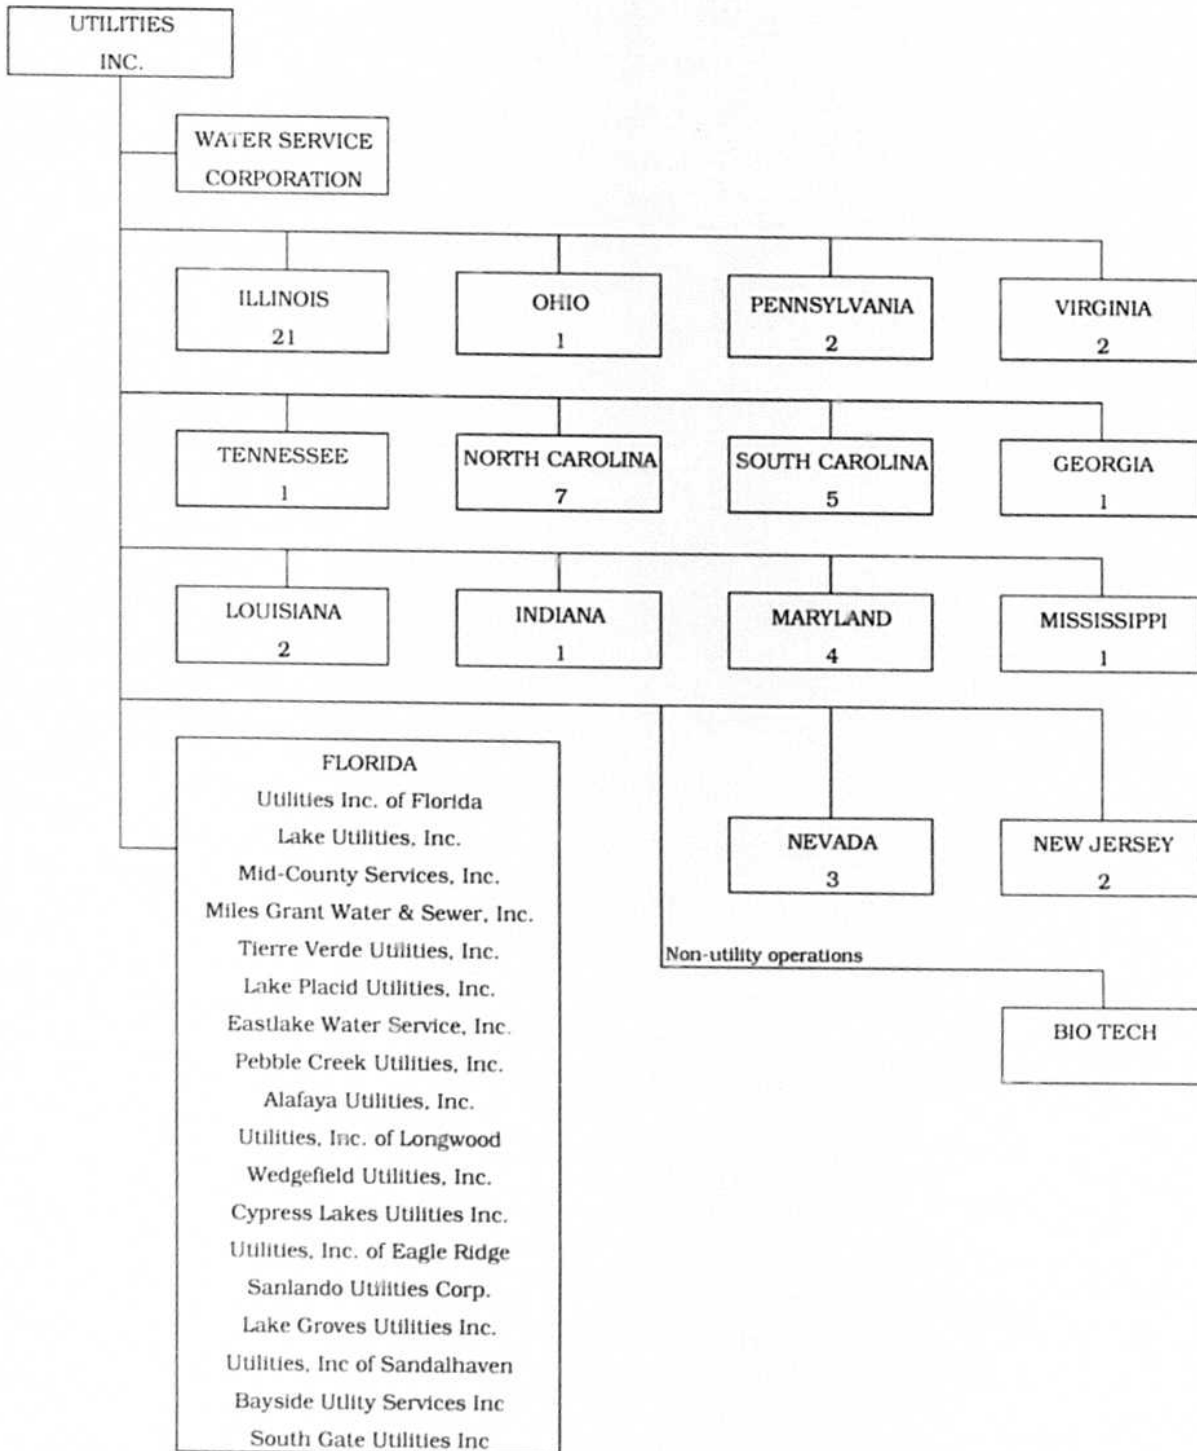 UTILITIES
INC.
WATER SERVICE
CORPORATION
ILLINOIS
21
OHIO
1
PENNSYLVANIA
2
VIRGINIA
2
TENNESSEE
1
NORTH CAROLINA
7
SOUTH CAROLINA
5
GEORGIA
1
LOUISIANA
2
INDIANA
1
MARYLAND
4
MISSISSIPPI
1
FLORIDA
Utilities Inc. of Florida
Lake Utilities, Inc.
Mid-County Services, Inc.
Miles Grant Water & Sewer, Inc.
Tierre Verde Utilities, Inc.
Lake Placid Utilities, Inc.
Eastlake Water Service, Inc.
Pebble Creek Utilities, Inc.
Alafaya Utilities, Inc.
Utilities, Inc. of Longwood
Wedgefield Utilities, Inc.
Cypress Lakes Utilities Inc.
Utilities, Inc. of Eagle Ridge
Sanlando Utilities Corp.
Lake Groves Utilities Inc.
Utilities, Inc of Sandalhaven
Bayside Utlity Services Inc
South Gate Utilities Inc
NEVADA
3
NEW JERSEY
2
Non-utility operations
BIO TECH